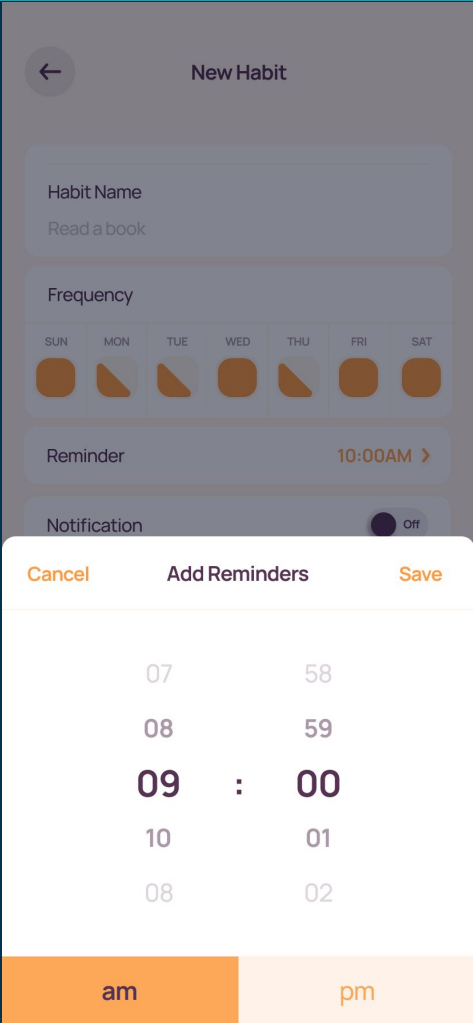 New Habit
Habit Name
Read a book
Frequency
SUN MON TUE WED THU FRI SAT
Reminder 10:00AM
Notification Off
Cancel Add Reminders Save
07 58
08 59
09 : 00
10 01
08 02
am pm